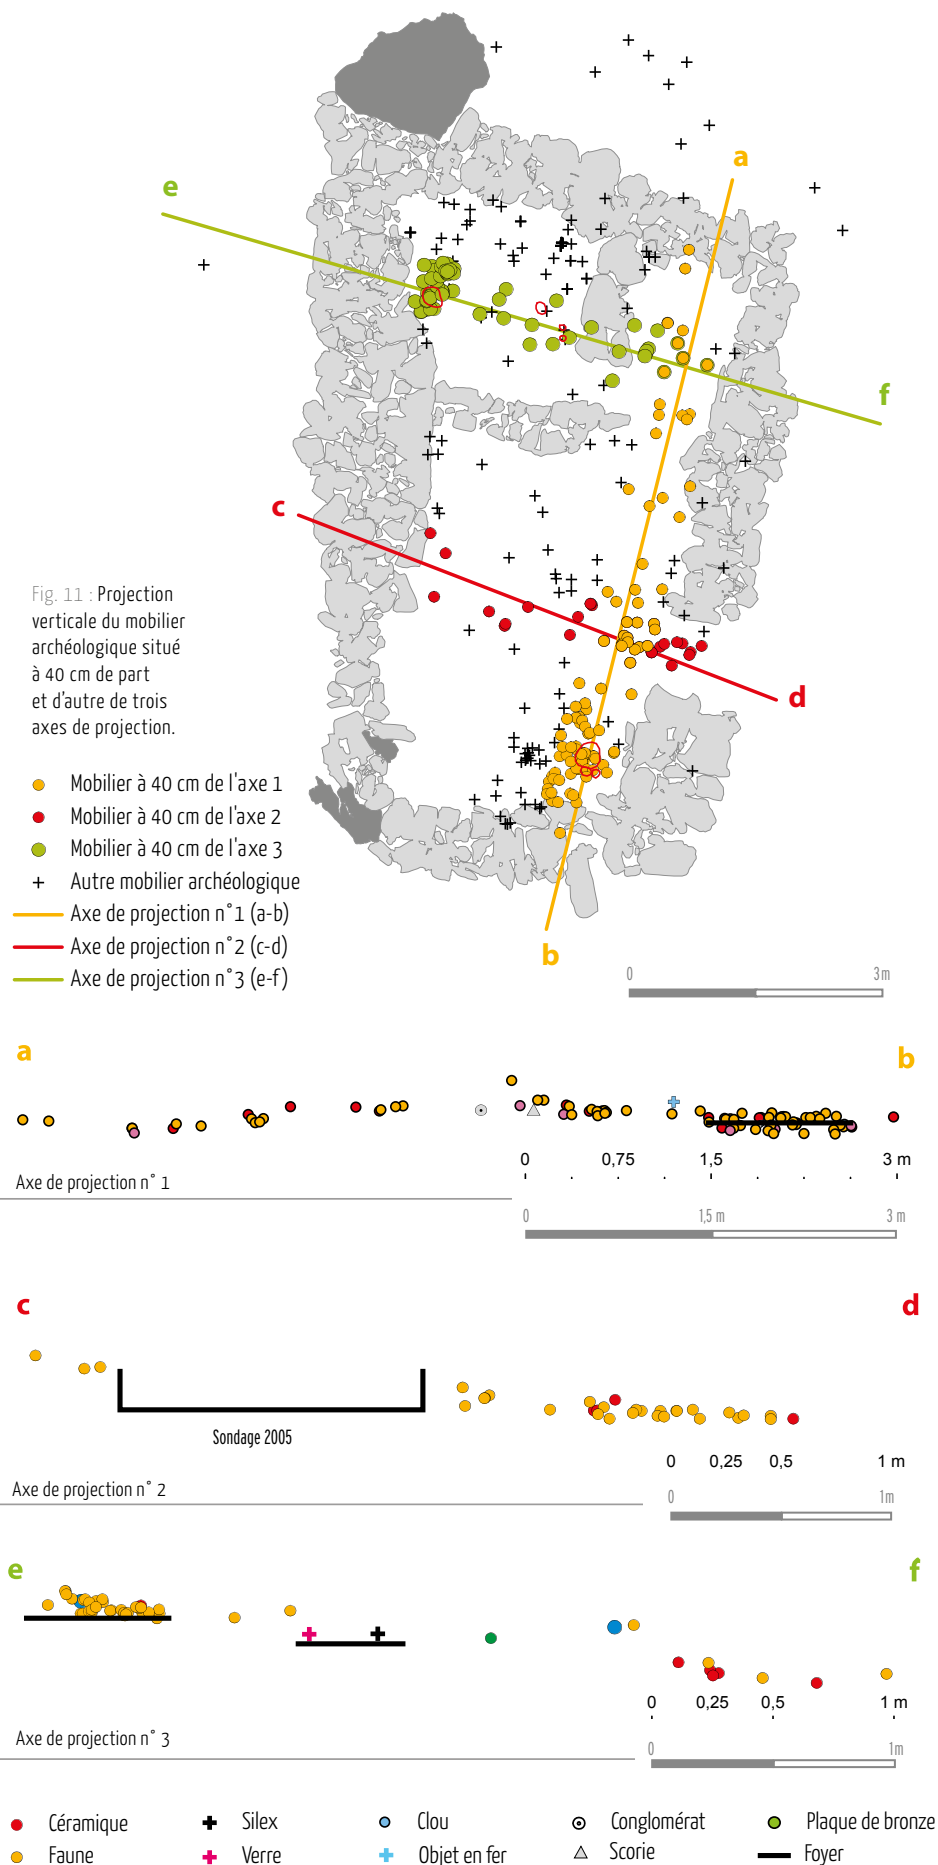 a
e
f
c
d
b
Fig. 11 : Projection
verticale du mobilier
archéologique situé
à 40 cm de part
et d'autre de trois
axes de projection.
Mobilier à 40 cm de l'axe 1
Mobilier à 40 cm de l'axe 2
Mobilier à 40 cm de l'axe 3
Autre mobilier archéologique
Axe de projection n°1 (a-b)
Axe de projection n°2 (c-d)
Axe de projection n°3 (e-f)
0 3m
a b
0 0,75 1,5 3 m
Axe de projection n° 1
0 1,5 m 3 m
c d
Sondage 2005
0 0,25 0,5 1 m
Axe de projection n° 2
0 1m
e f
0 0,25 0,5 1 m
Axe de projection n° 3
0 1m
Céramique Silex Clou Conglomérat Plaque de bronze
Faune Verre Objet en fer Scorie Foyer